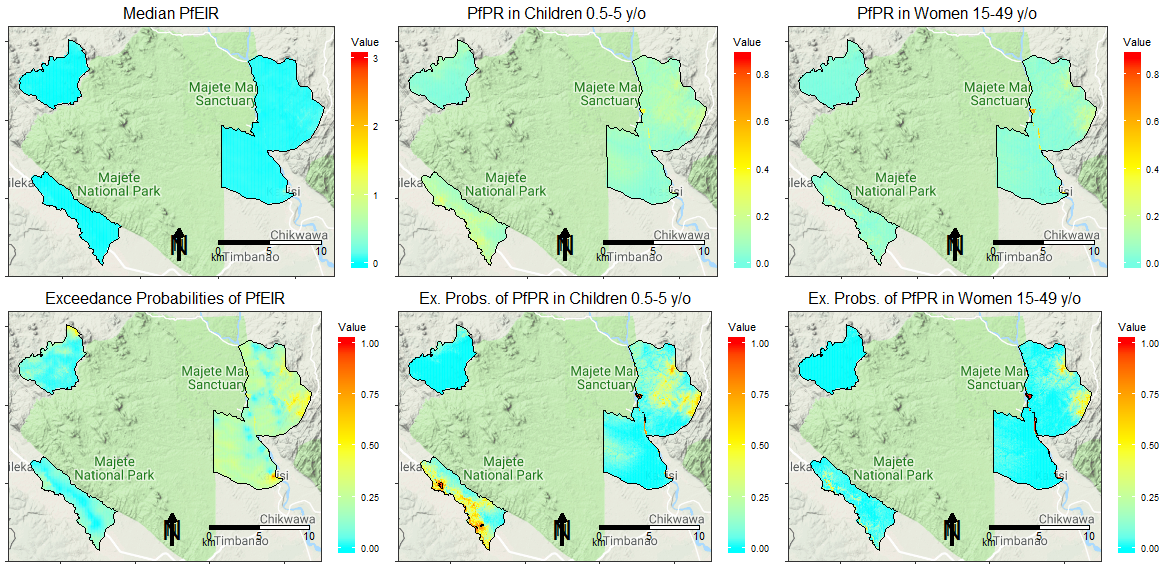 Median PfEIR
Value
3
2
1
0
Majete Mal
Sanctuary
Majete
National Park
ileka
isi
Chikwawa
N
0
5
10
km
Timbanao
PfPR in Children 0.5-5 y/o
Value
0.8
0.6
0.4
0.2
0.0
Majete Ma
Sanctuary
Majete
National Park
ileka
isi
Chikwawa
N
0
5
10
km
Timbanao
PfPR in Women 15-49 y/o
Value
0.8
0.6
0.4
0.2
0.0
Majete Ma
Sanctuary
Majete
National Park
ileka
isi
Chikwawa
N
0
5
10
km
Timbanao
Exceedance Probabilities of PfEIR
Value
1.00
0.75
0.50
0.25
0.00
Majete Ma
Sanctuary
Majete
National Park
ileka
isi
Chikwawa
N
0
5
10
km
Timbanao
Ex. Probs. of PfPR in Children 0.5-5 y/o
Value
1.00
0.75
0.50
0.25
0.00
Majete Ma
Sanctuary
Majete
National Park
ileka
isi
Chikwawa
N
0
5
10
km
Timbanao
Ex. Probs. of PfPR in Women 15-49 y/o
Value
1.00
0.75
0.50
0.25
0.00
Majete Ma
Sanctuary
Majete
National Park
ileka
isi
Chikwawa
N
0
5
10
km
Timbanao